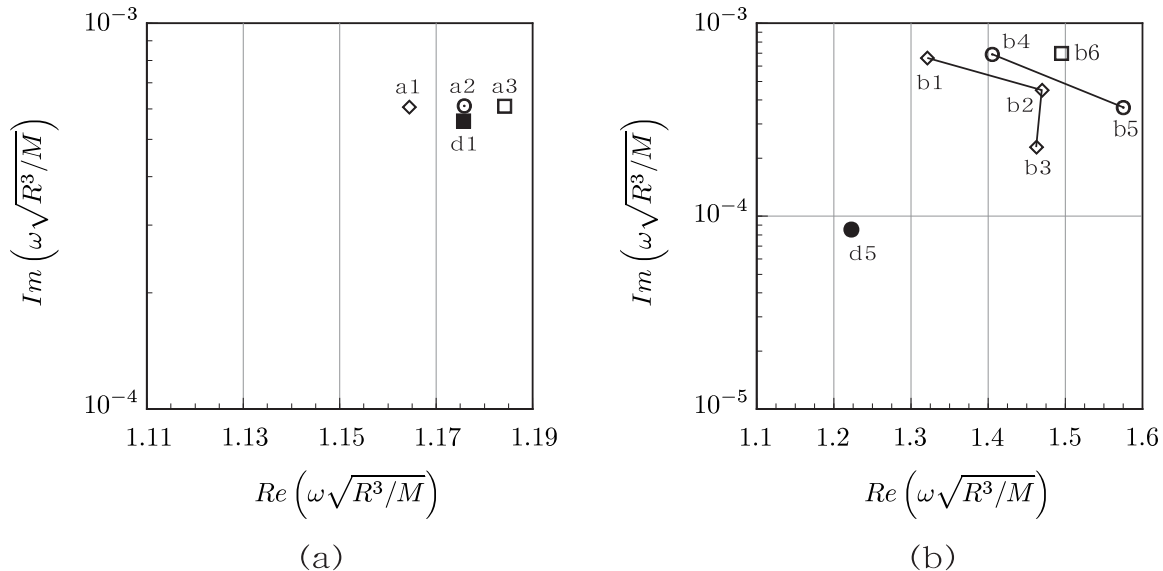 10⁻³
a1 a2 a3
d1
Im (ω√R³/M)
10⁻⁴
1.11 1.13 1.15 1.17 1.19
Re (ω√R³/M)
(a)
10⁻³
b4
b6
b1
b2
b5
b3
Im (ω√R³/M)
10⁻⁴
d5
10⁻⁵
1.1 1.2 1.3 1.4 1.5 1.6
Re (ω√R³/M)
(b)